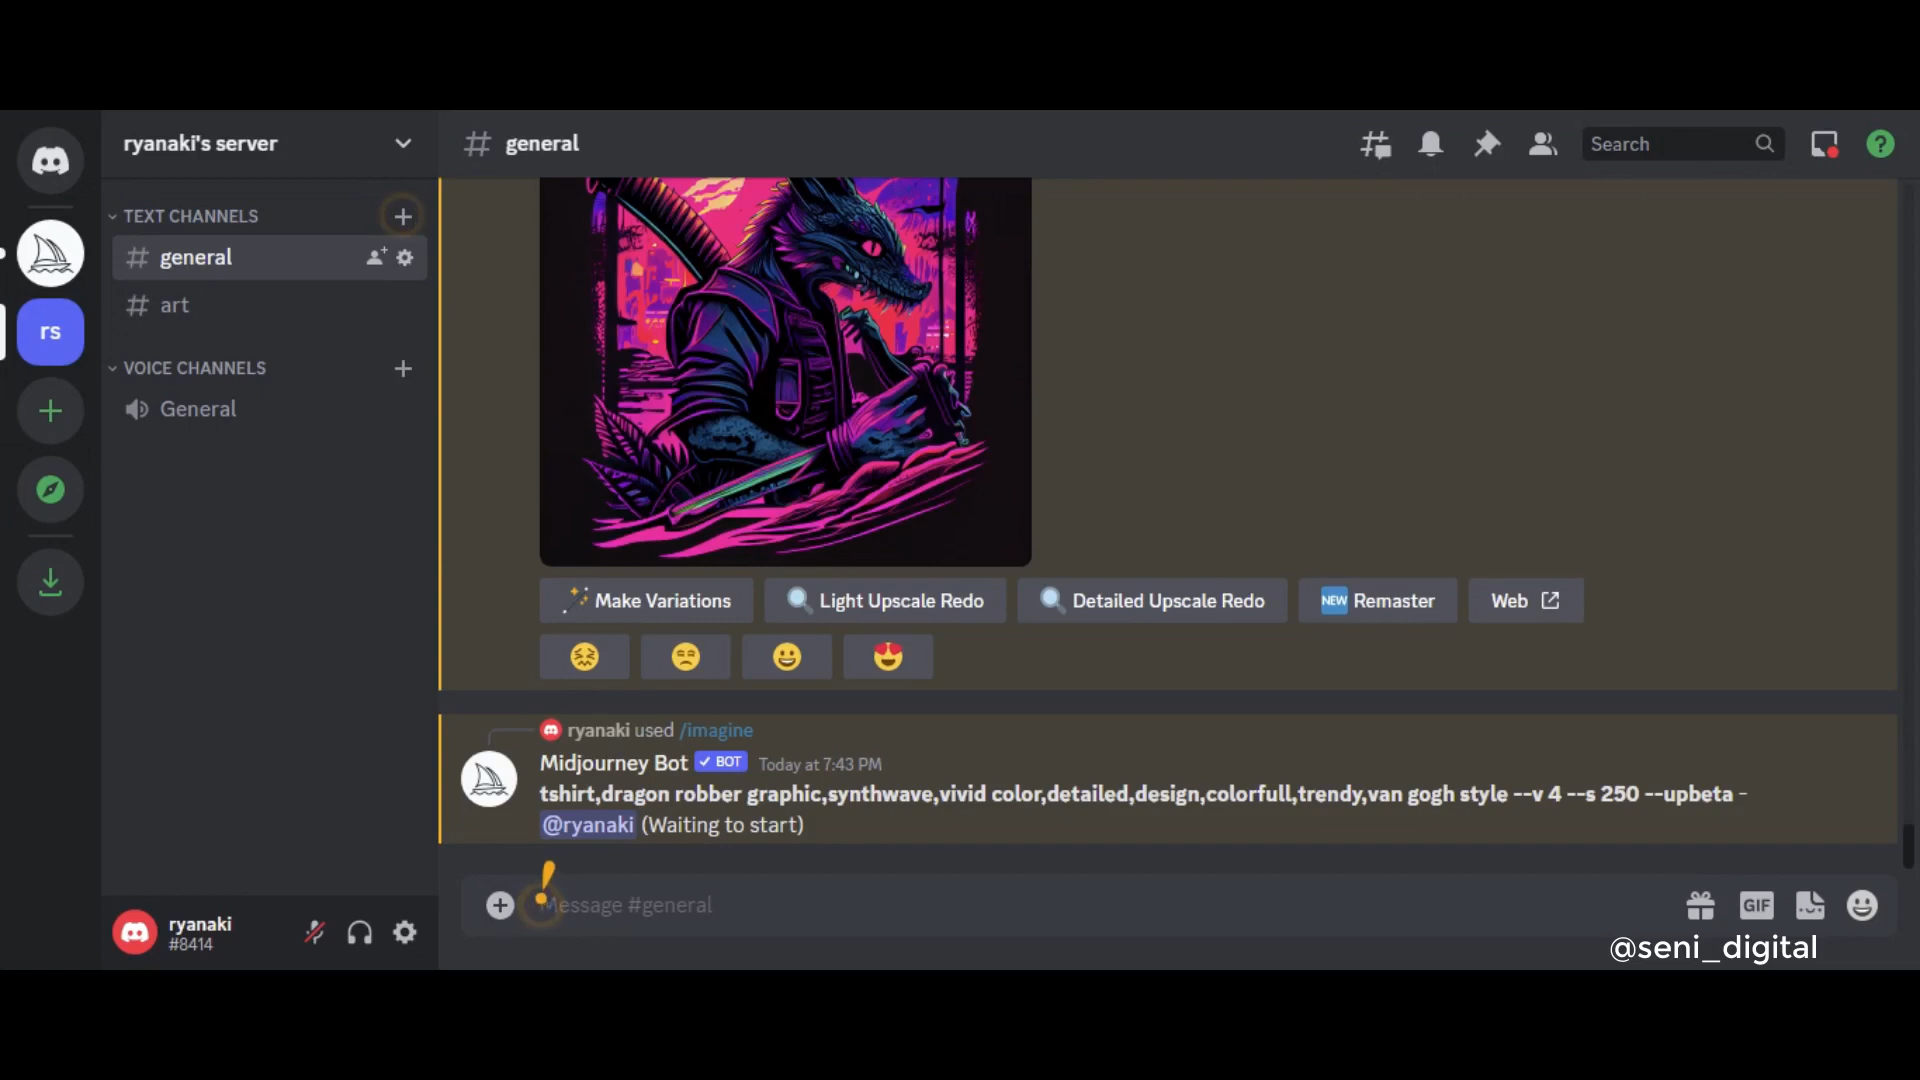 ryanaki's server
general
Search
TEXT CHANNELS
general
rs
art
VOICE CHANNELS
General
Make Variations
Light Upscale Redo
Detailed Upscale Redo
NEW Remaster
Web
ryanaki used /imagine
Midjourney Bot BOT Today at 7:43 PM
tshirt,dragon robber graphic,synthwave,vivid color,detailed,design,colorfull,trendy,van gogh style --v 4 --s 250 --upbeta -
@ryanaki (Waiting to start)
Message #general
GIF
ryanaki
#8414
@seni_digital